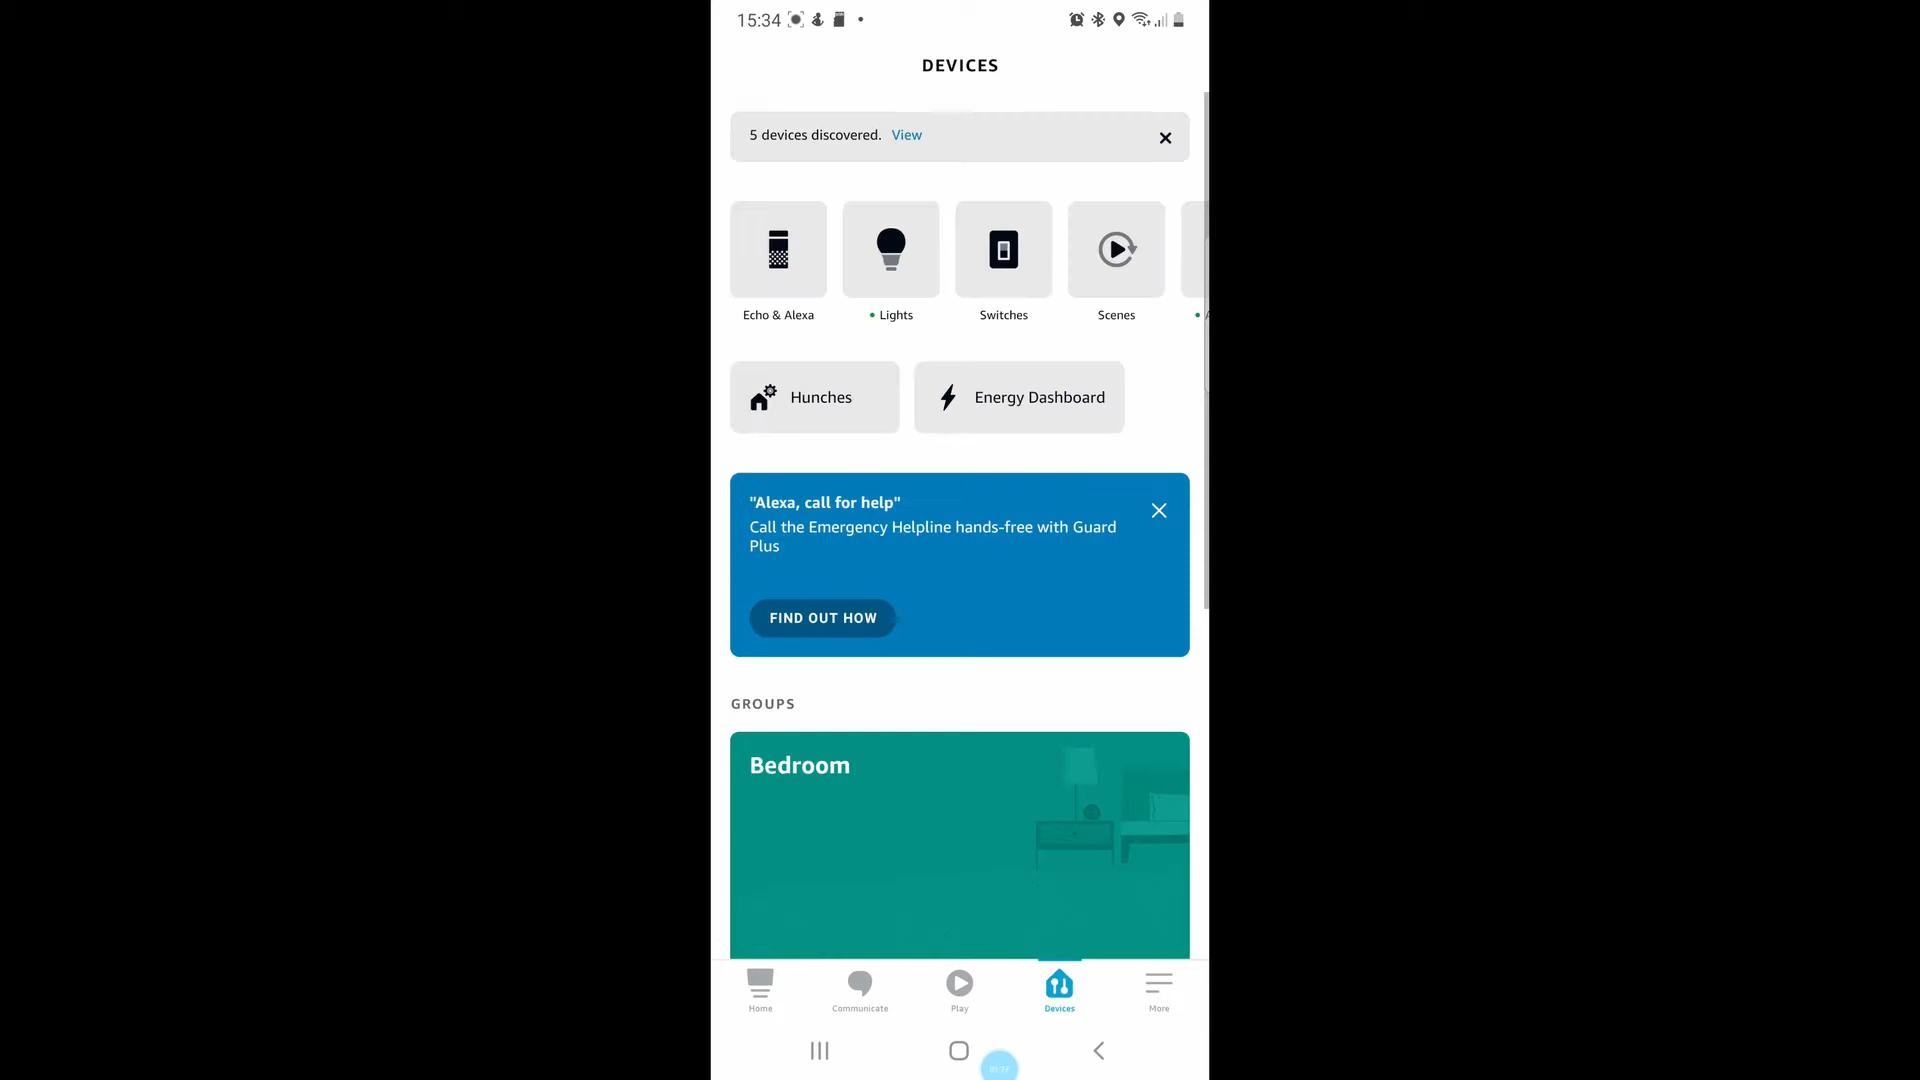 15:34
DEVICES
5 devices discovered. View
Echo & Alexa
Lights
Switches
Scenes
Hunches
Energy Dashboard
"Alexa, call for help"
Call the Emergency Helpline hands-free with Guard
Plus
FIND OUT HOW
GROUPS
Bedroom
Home
Communicate
Play
Devices
More